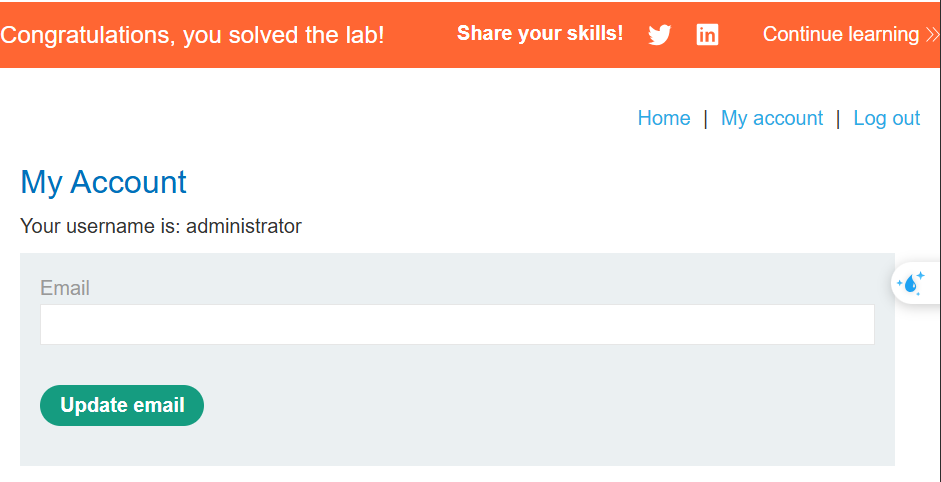 Congratulations, you solved the lab! Share your skills! Continue learning
Home | My account | Log out
My Account
Your username is: administrator
Email
Update email